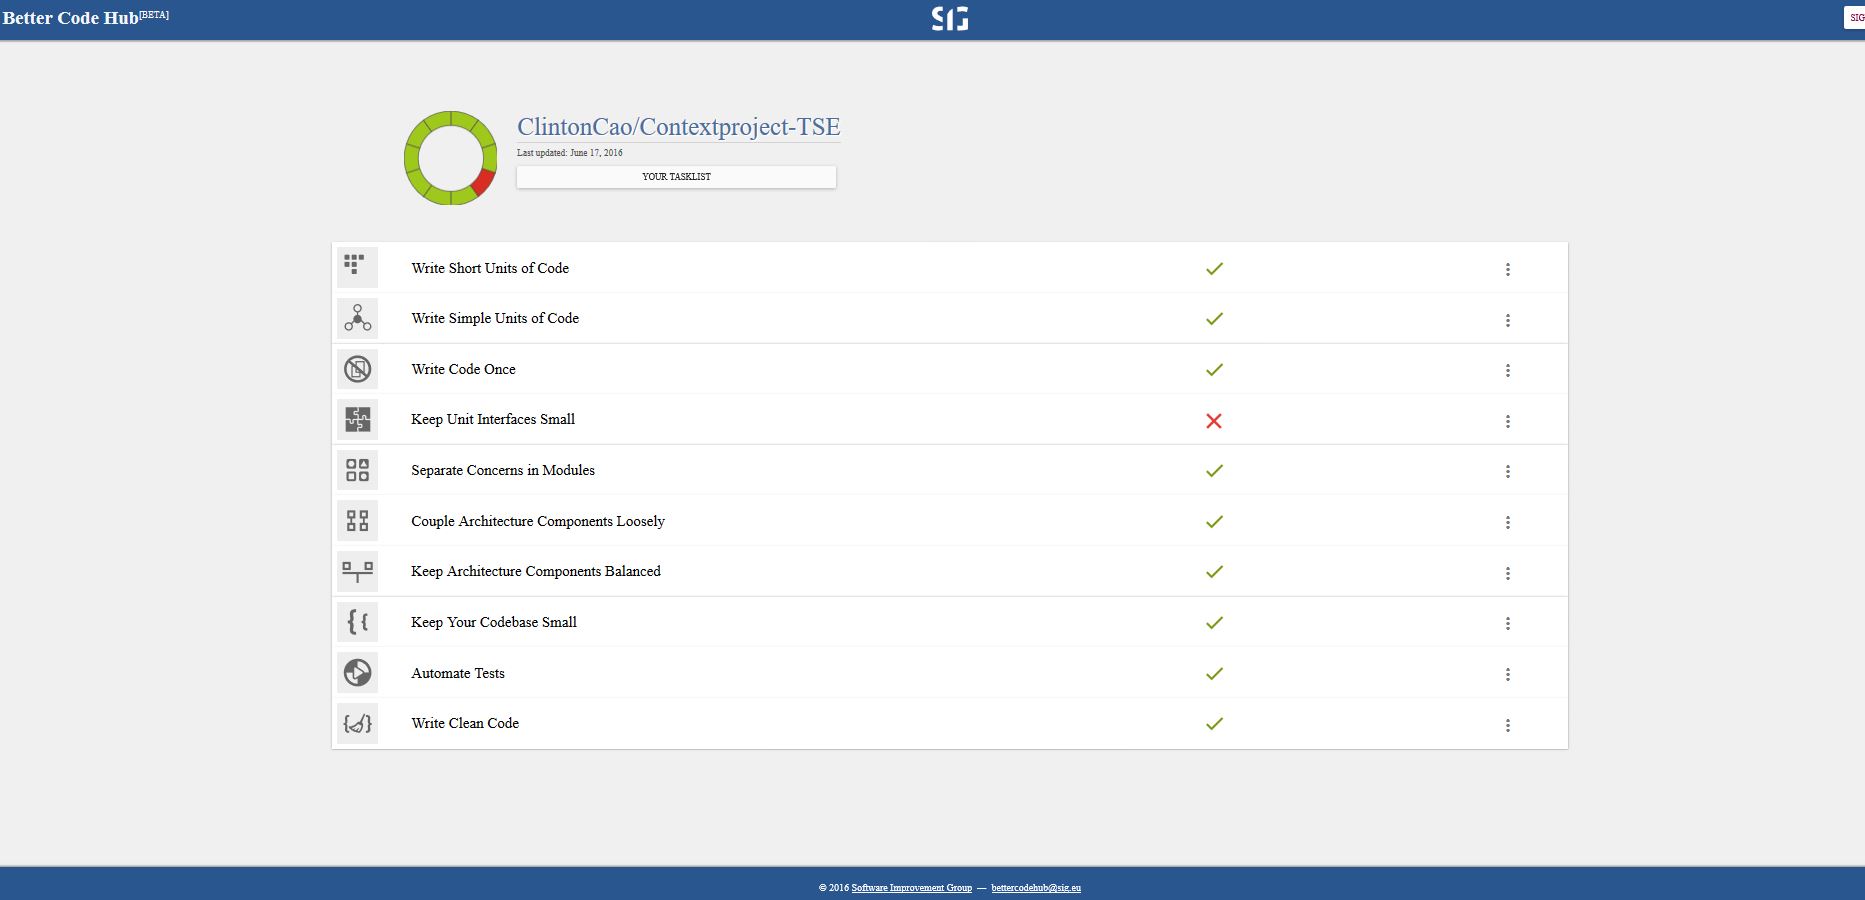 Better Code Hub[BETA]
SIG
SIG
ClintonCao/Contextproject-TSE
Last updated: June 17, 2016
YOUR TASKLIST
Write Short Units of Code
Write Simple Units of Code
Write Code Once
Keep Unit Interfaces Small
Separate Concerns in Modules
Couple Architecture Components Loosely
Keep Architecture Components Balanced
Keep Your Codebase Small
Automate Tests
Write Clean Code
© 2016 Software Improvement Group — bettercodehub@sig.eu